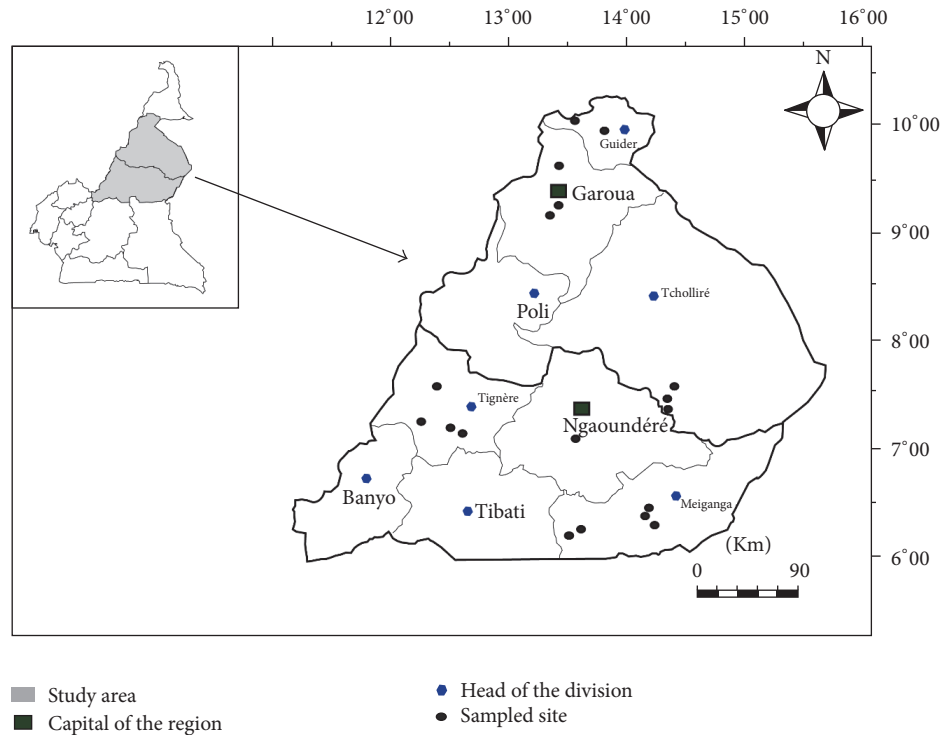 12°00 13°00 14°00 15°00 16°00
N
10°00
Guider
Garoua
9°00
Tcholliré
Poli
8°00
Tignère
Ngaoundéré
7°00
Banyo
Tibati
Meiganga
(Km)
6°00
0 90
Study area
Capital of the region
Head of the division
Sampled site